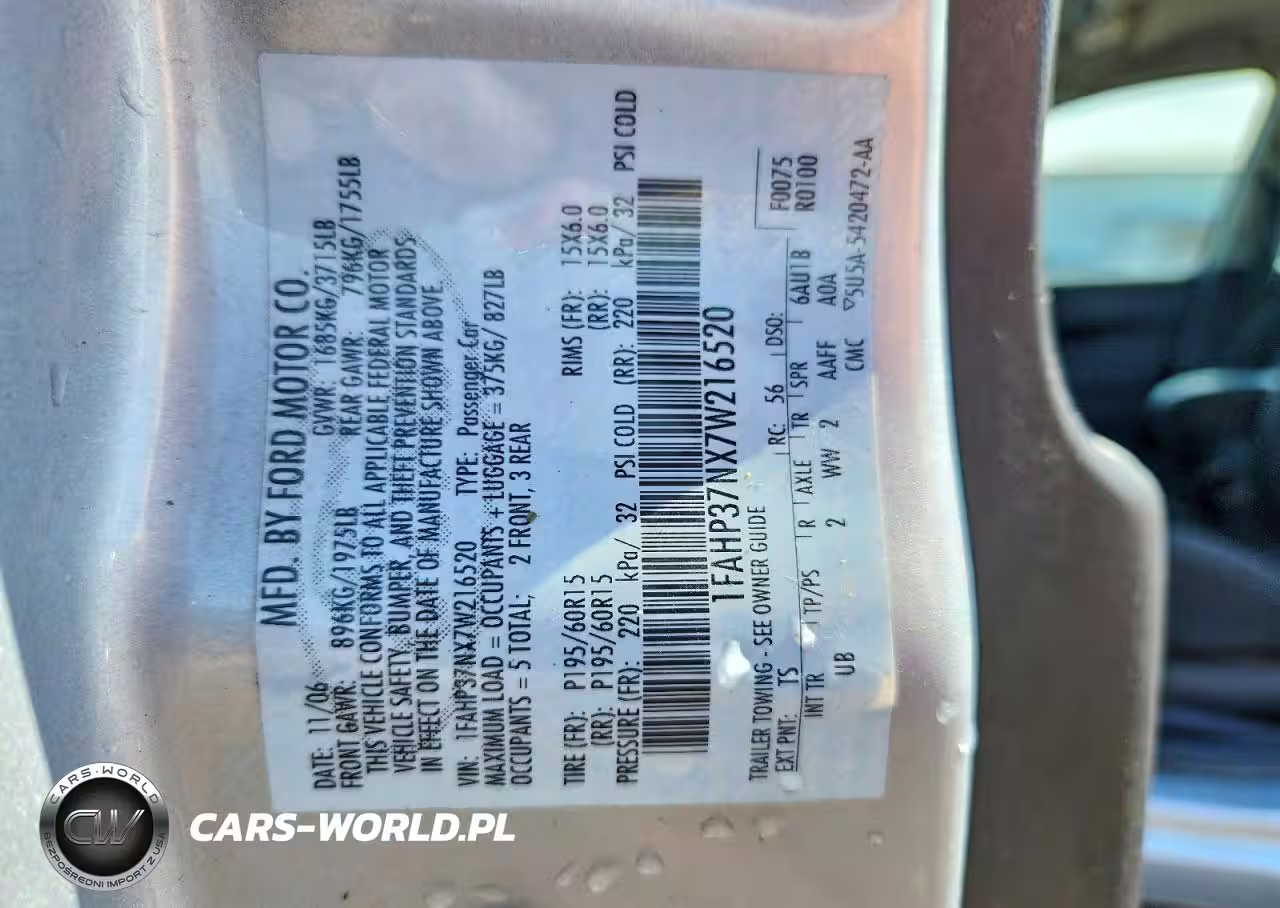 MFD. BY FORD MOTOR CO.
DATE: 11/06 GVWR: 1685KG/3715LB
FRONT GAWR: 896KG/1975LB REAR GAWR: 796KG/1755LB
THIS VEHICLE CONFORMS TO ALL APPLICABLE FEDERAL MOTOR
VEHICLE SAFETY, BUMPER, AND THEFT PREVENTION STANDARDS
IN EFFECT ON THE DATE OF MANUFACTURE SHOWN ABOVE.
VIN: 1FAHP37NX7W216520 TYPE: Passenger Car
MAXIMUM LOAD = OCCUPANTS + LUGGAGE = 375KG/ 827LB
OCCUPANTS = 5 TOTAL; 2 FRONT, 3 REAR
TIRE (FR): P195/60R15 RIMS (FR): 15X6.0
(RR): P195/60R15 (RR): 15X6.0
PRESSURE (FR): 220 kPa/ 32 PSI COLD (RR): 220 kPa/ 32 PSI COLD
1FAHP37NX7W216520
TRAILER TOWING - SEE OWNER GUIDE F0075
EXT PNT: TS RC: 56 DSO: R0100
INT TR TP/PS R AXLE TR SPR 6AU1B
UB 2 WW 2 AAFF A0A
CMC ▽5U5A-5420472-AA
CARS-WORLD
CW
BEZPOŚREDNI IMPORT Z USA
CARS-WORLD.PL